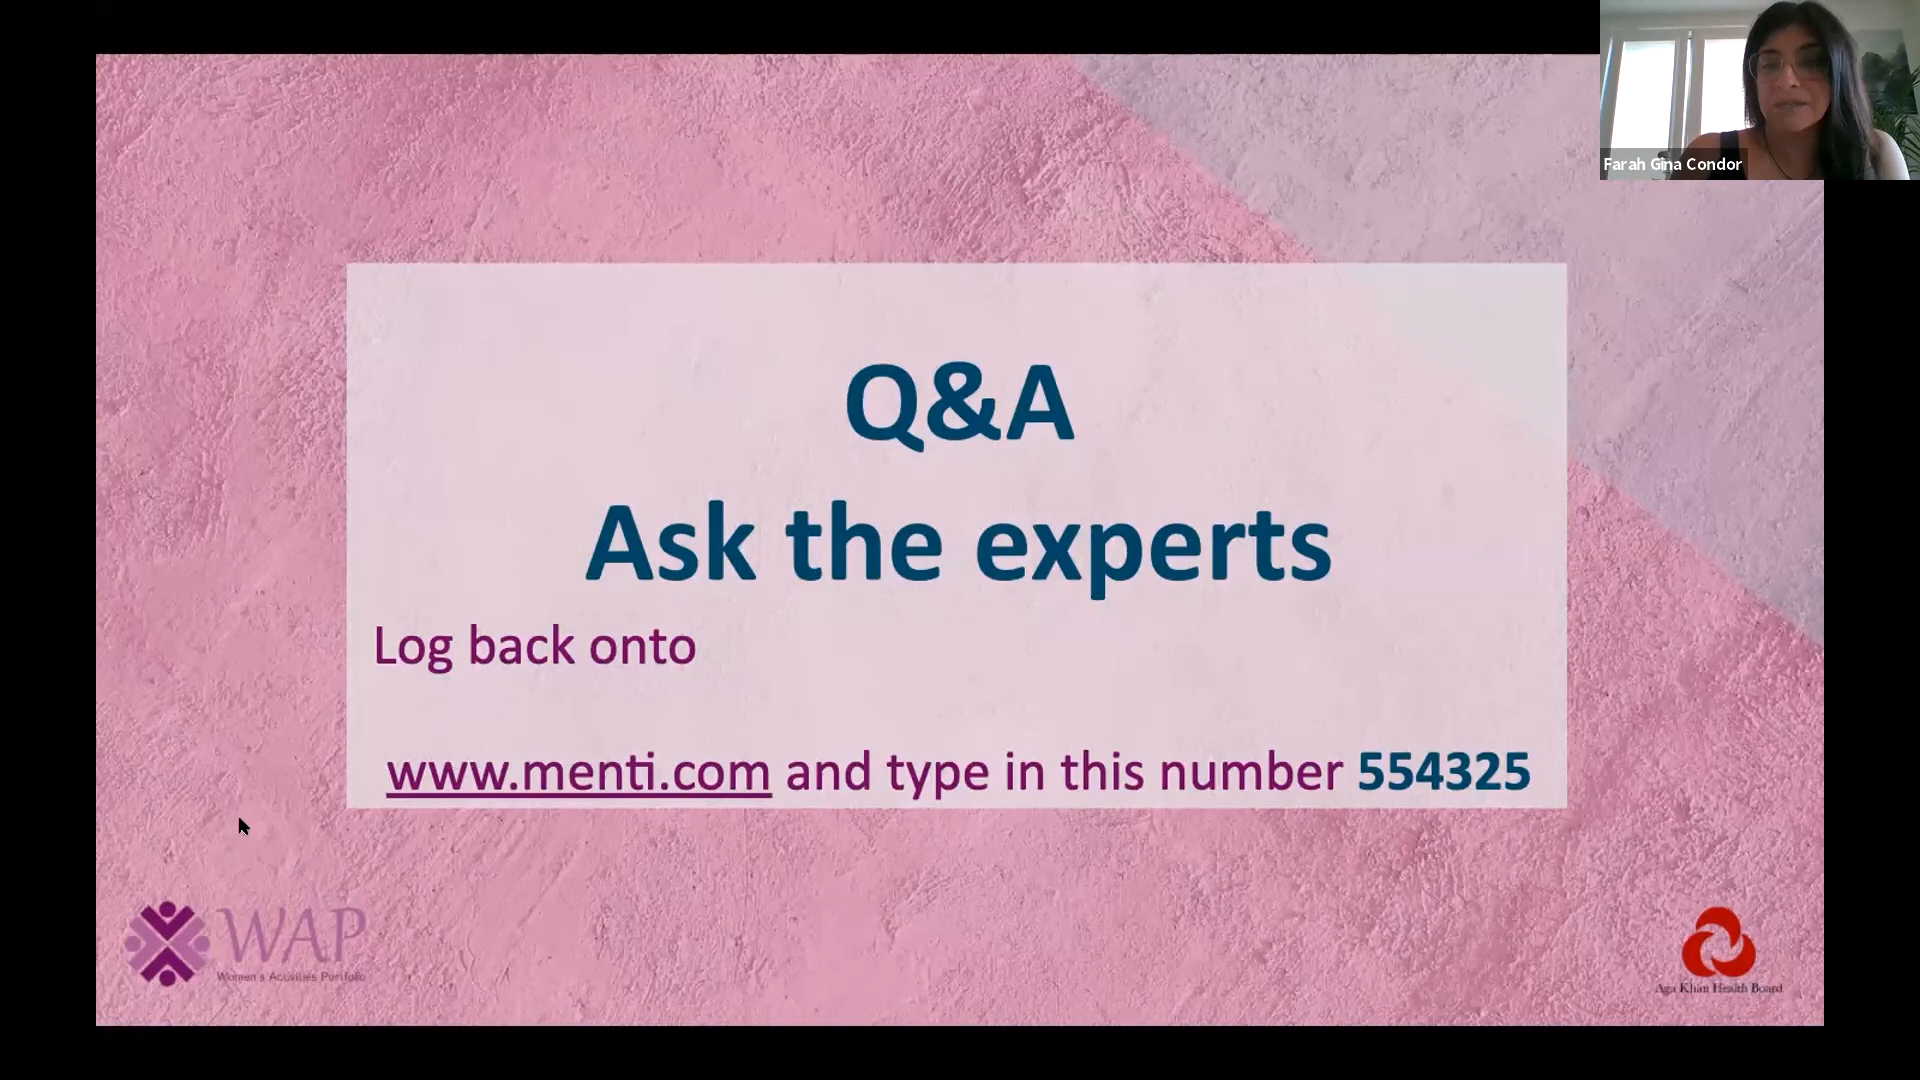 Farah Gina Condor
Q&A
Ask the experts
Log back onto
www.menti.com and type in this number 554325
WAP
Women's Activities Portfolio
Aga Khan Health Board